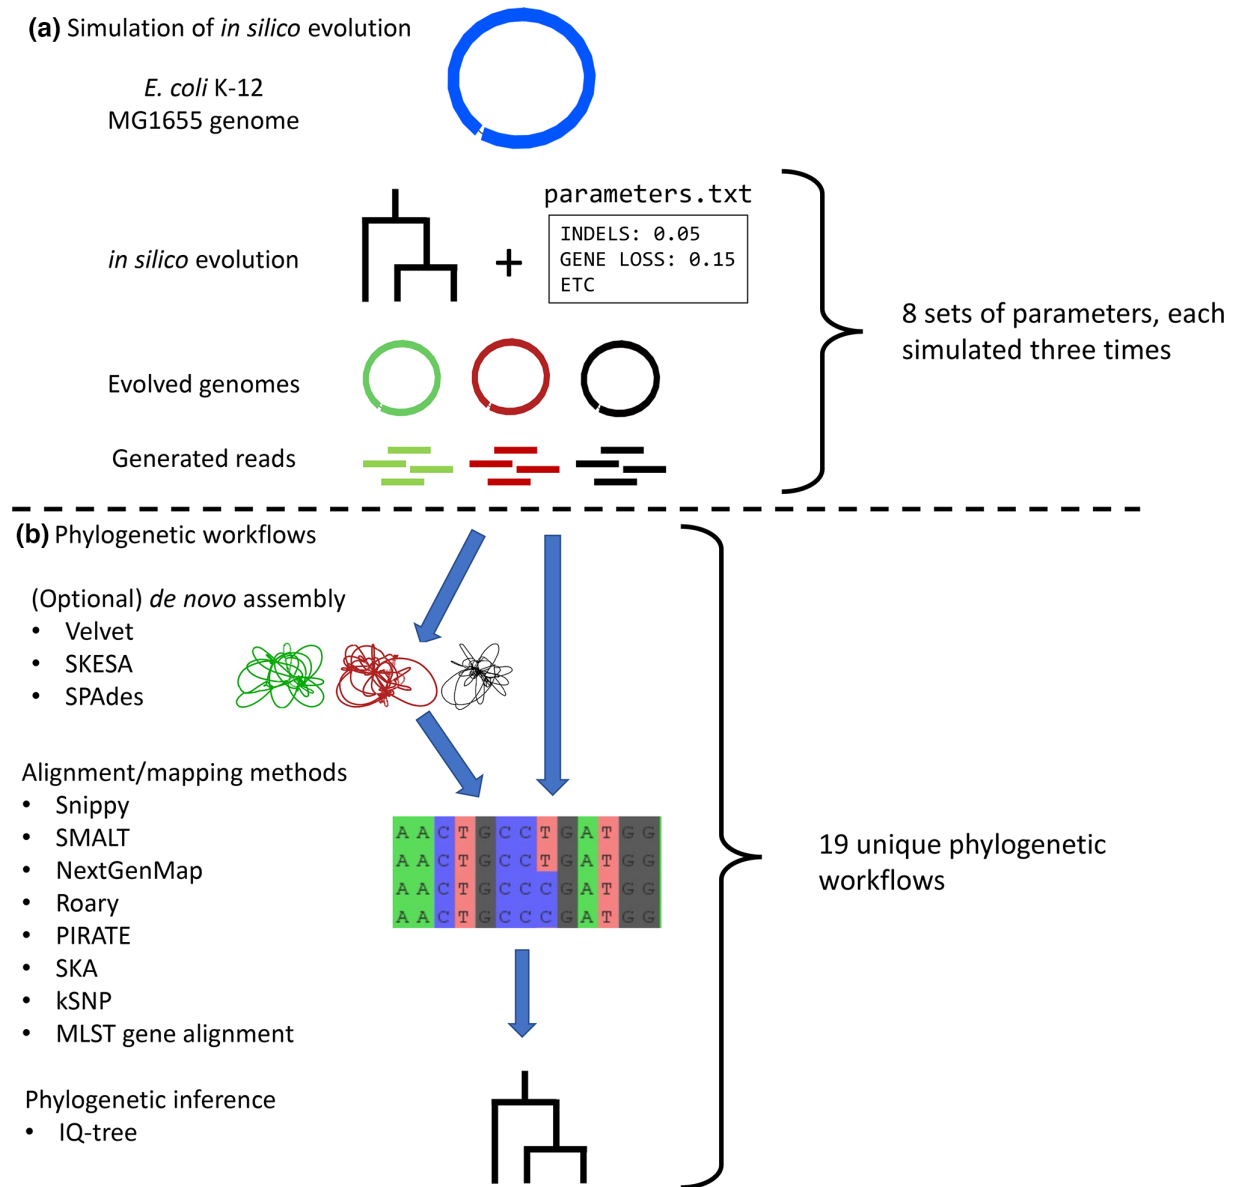 (a) Simulation of in silico evolution
E. coli K-12
MG1655 genome
parameters.txt
INDELS: 0.05
GENE LOSS: 0.15
ETC
in silico evolution
+
8 sets of parameters, each
simulated three times
Evolved genomes
Generated reads
(b) Phylogenetic workflows
(Optional) de novo assembly
• Velvet
• SKESA
• SPAdes
Alignment/mapping methods
• Snippy
• SMALT
• NextGenMap
• Roary
• PIRATE
• SKA
• kSNP
• MLST gene alignment
A A C T G C C T G A T G G
A A C T G C C T G A T G G
A A C T G C C C G A T G G
A A C T G C C C G A T G G
19 unique phylogenetic
workflows
Phylogenetic inference
• IQ-tree